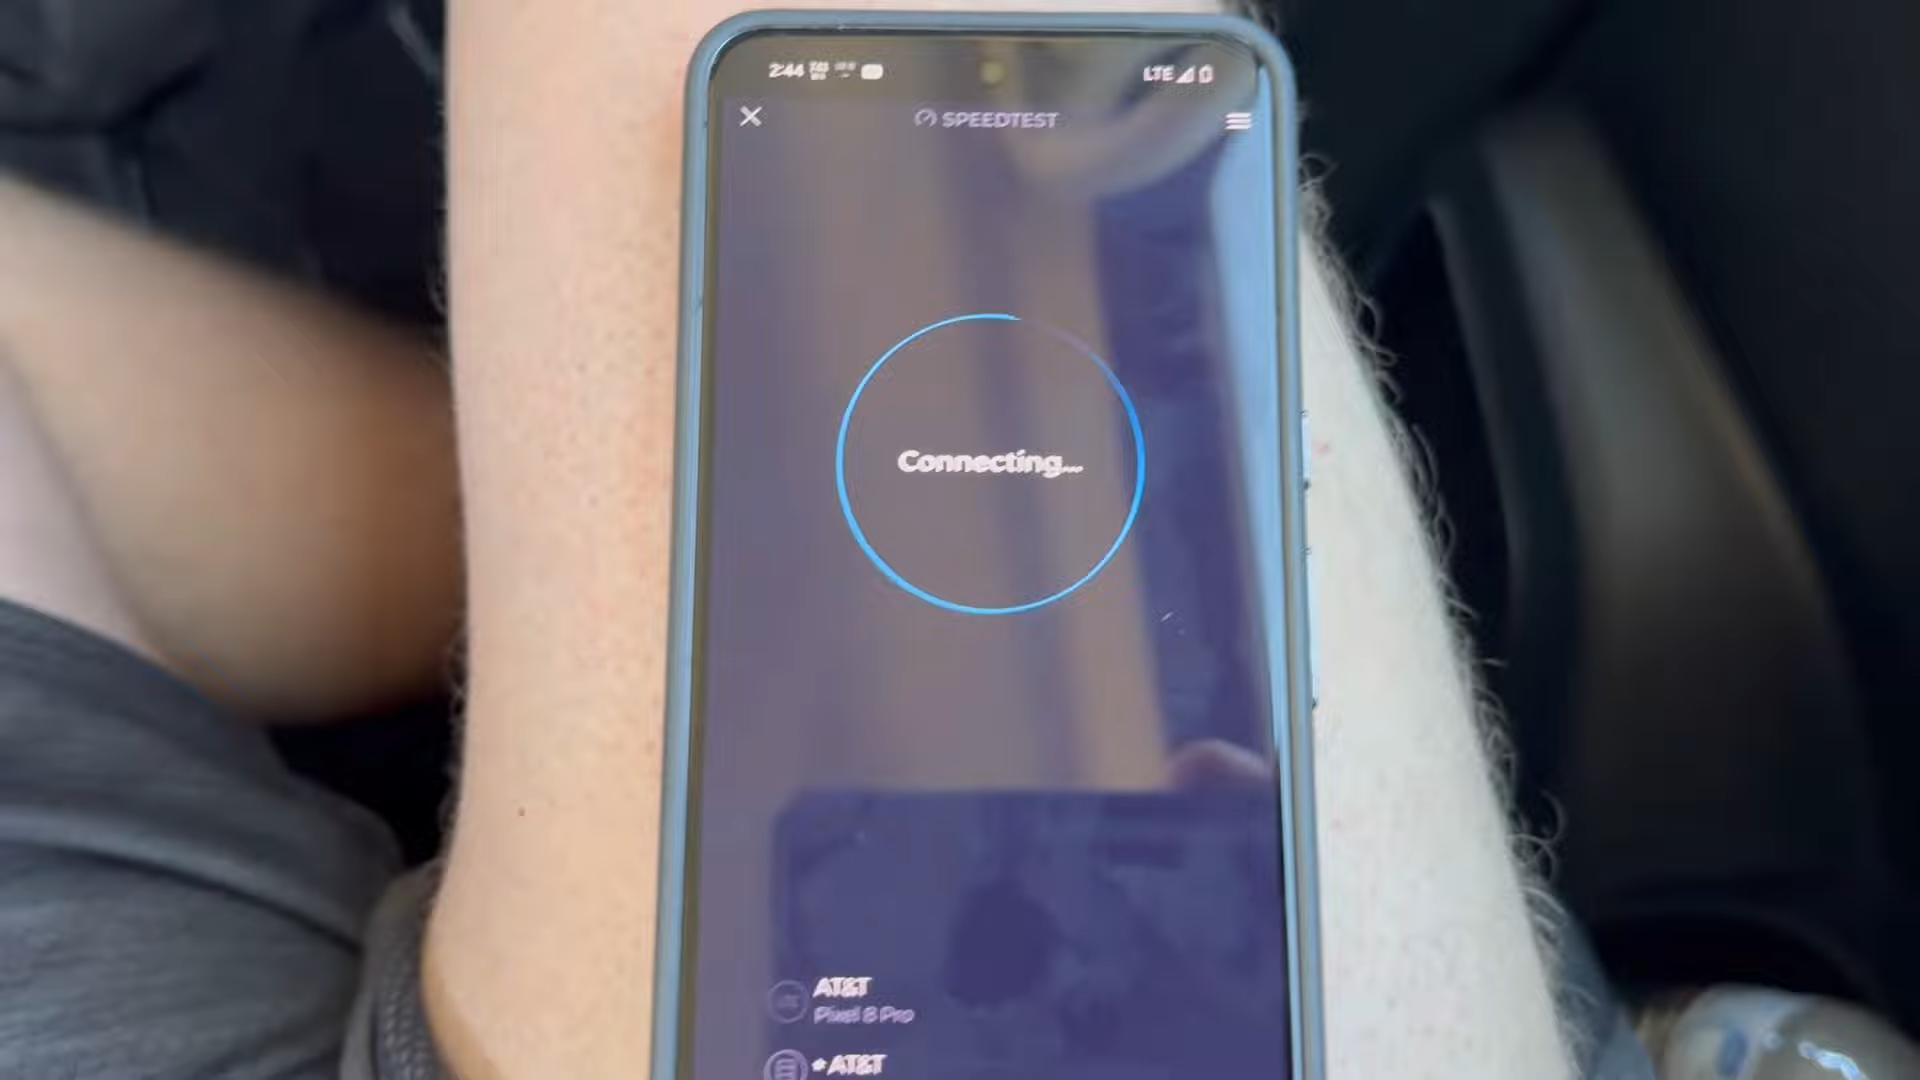 2:44
LTE
SPEEDTEST
Connecting...
AT&T
Pixel 8 Pro
AT&T